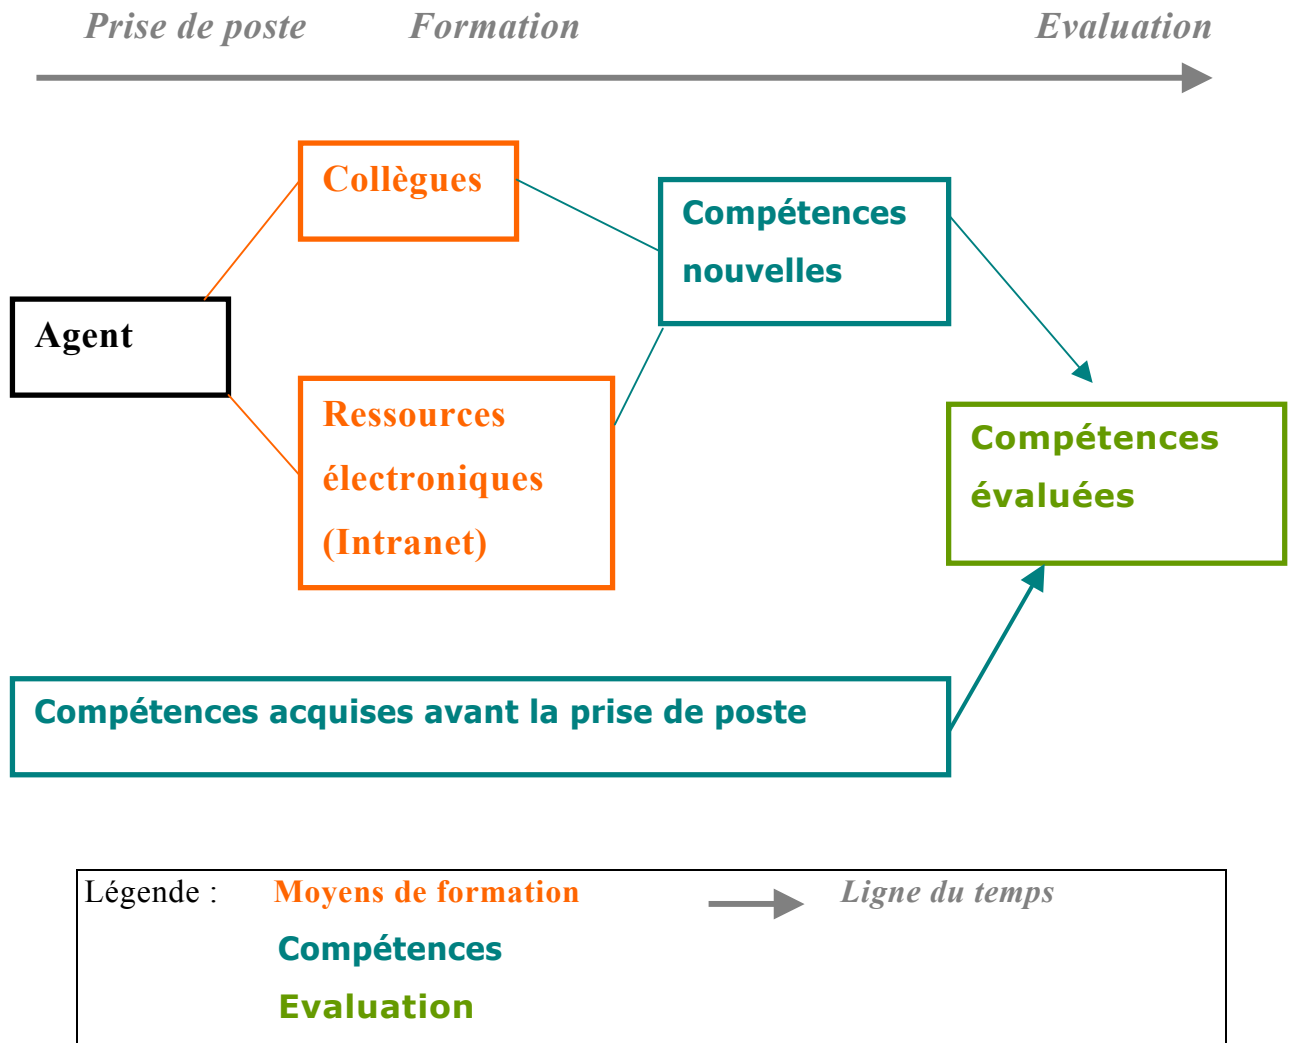 Prise de poste Formation Evaluation
Collègues
Compétences
nouvelles
Agent
Ressources
électroniques
(Intranet)
Compétences
évaluées
Compétences acquises avant la prise de poste
Légende : Moyens de formation Ligne du temps
Compétences
Evaluation